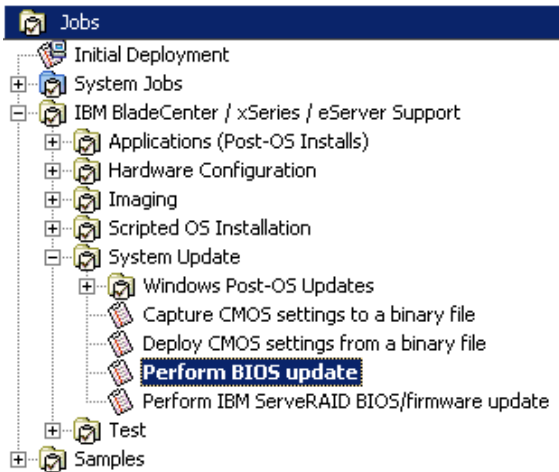 Jobs
Initial Deployment
System Jobs
IBM BladeCenter / xSeries / eServer Support
Applications (Post-OS Installs)
Hardware Configuration
Imaging
Scripted OS Installation
System Update
Windows Post-OS Updates
Capture CMOS settings to a binary file
Deploy CMOS settings from a binary file
Perform BIOS update
Perform IBM ServeRAID BIOS/firmware update
Test
Samples